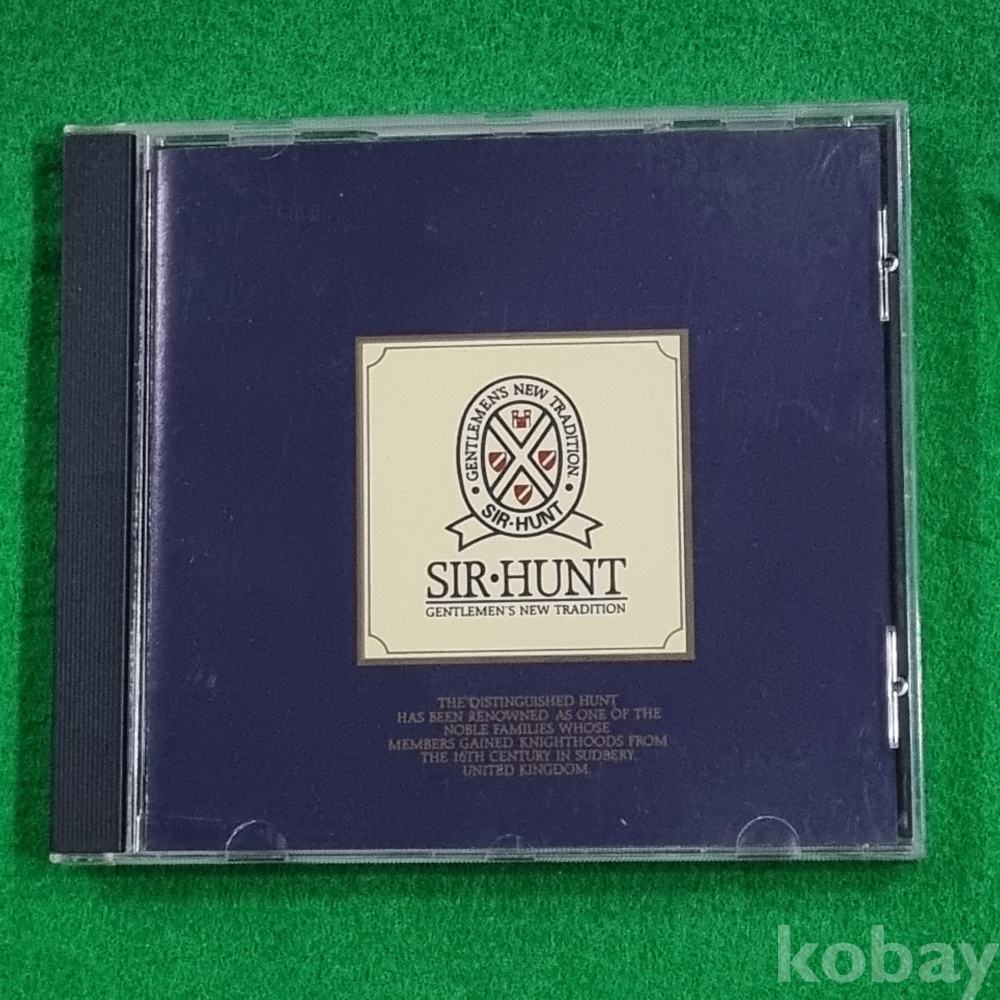 GENTLEMEN'S NEW TRADITION
SIR·HUNT
SIR·HUNT
GENTLEMEN'S NEW TRADITION
THE DISTINGUISHED HUNT
HAS BEEN RENOWNED AS ONE OF THE
NOBLE FAMILIES WHOSE
MEMBERS GAINED KNIGHTHOODS FROM
THE 16TH CENTURY IN SUDBERY,
UNITED KINGDOM.
kobay